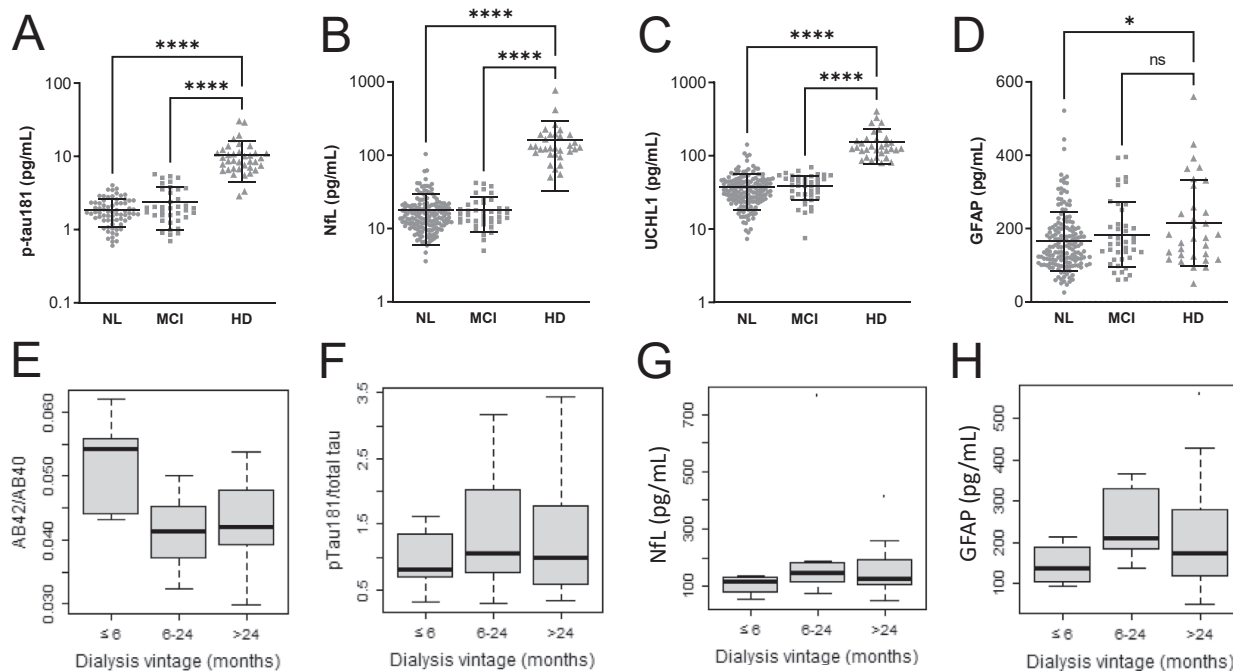 A
p-tau181 (pg/mL)
100
10
1
0.1
****
****
NL MCI HD
B
NfL (pg/mL)
1000
100
10
1
****
****
NL MCI HD
C
UCHL1 (pg/mL)
1000
100
10
1
****
****
NL MCI HD
D
GFAP (pg/mL)
600
400
200
0
*
ns
NL MCI HD
E
AB42/AB40
0.060
0.050
0.040
0.030
≤ 6 6-24 >24
Dialysis vintage (months)
F
pTau181/total tau
3.5
2.5
1.5
0.5
≤ 6 6-24 >24
Dialysis vintage (months)
G
NfL (pg/mL)
700
500
300
100
≤ 6 6-24 >24
Dialysis vintage (months)
H
GFAP (pg/mL)
500
400
300
200
100
≤ 6 6-24 >24
Dialysis vintage (months)